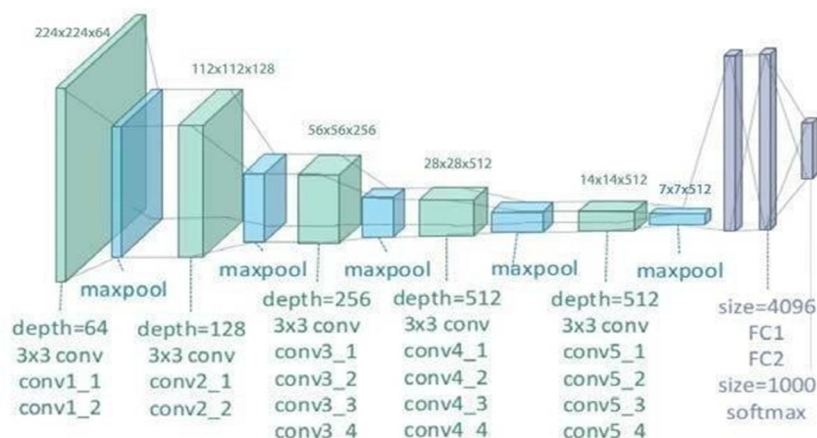 224x224x64
112x112x128
56x56x256
28x28x512
14x14x512
7x7x512
maxpool
maxpool
maxpool
maxpool
maxpool
depth=64
3x3 conv
conv1_1
conv1_2
depth=128
3x3 conv
conv2_1
conv2_2
depth=256
3x3 conv
conv3_1
conv3_2
conv3_3
conv3_4
depth=512
3x3 conv
conv4_1
conv4_2
conv4_3
conv4_4
depth=512
3x3 conv
conv5_1
conv5_2
conv5_3
conv5_4
size=4096
FC1
FC2
size=1000
softmax